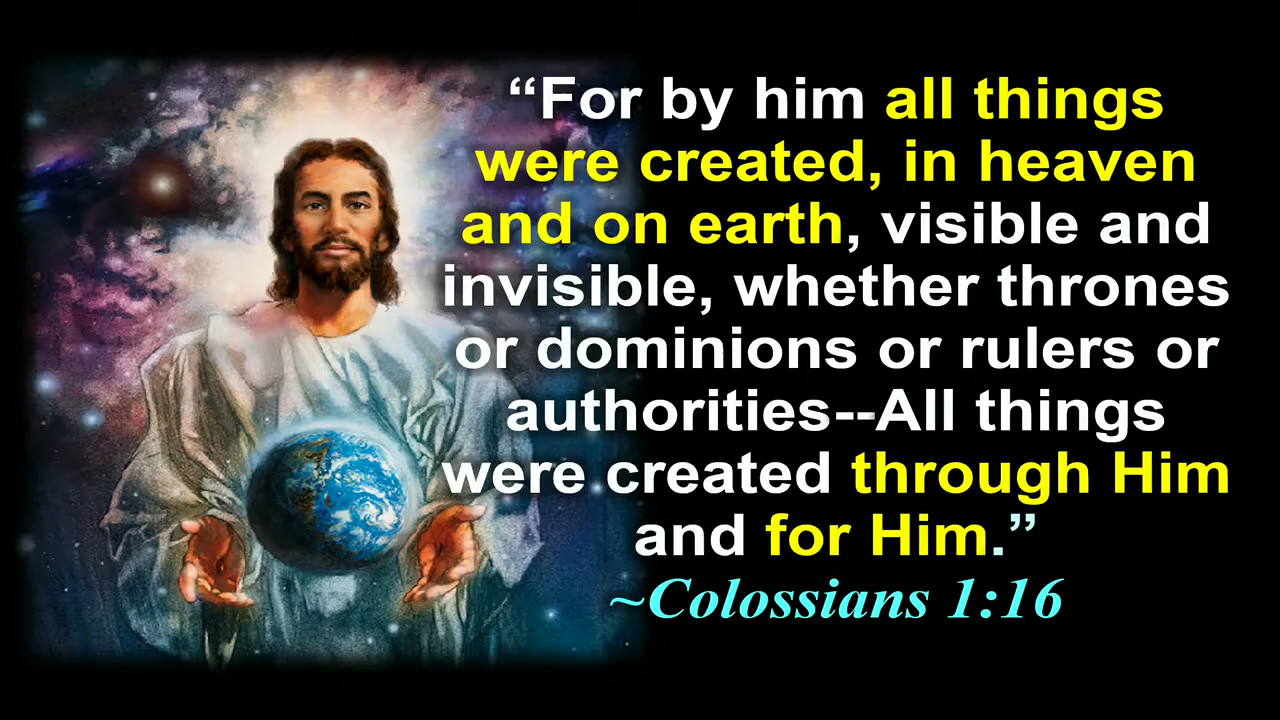 “For by him all things
were created, in heaven
and on earth, visible and
invisible, whether thrones
or dominions or rulers or
authorities--All things
were created through Him
and for Him.”
~Colossians 1:16